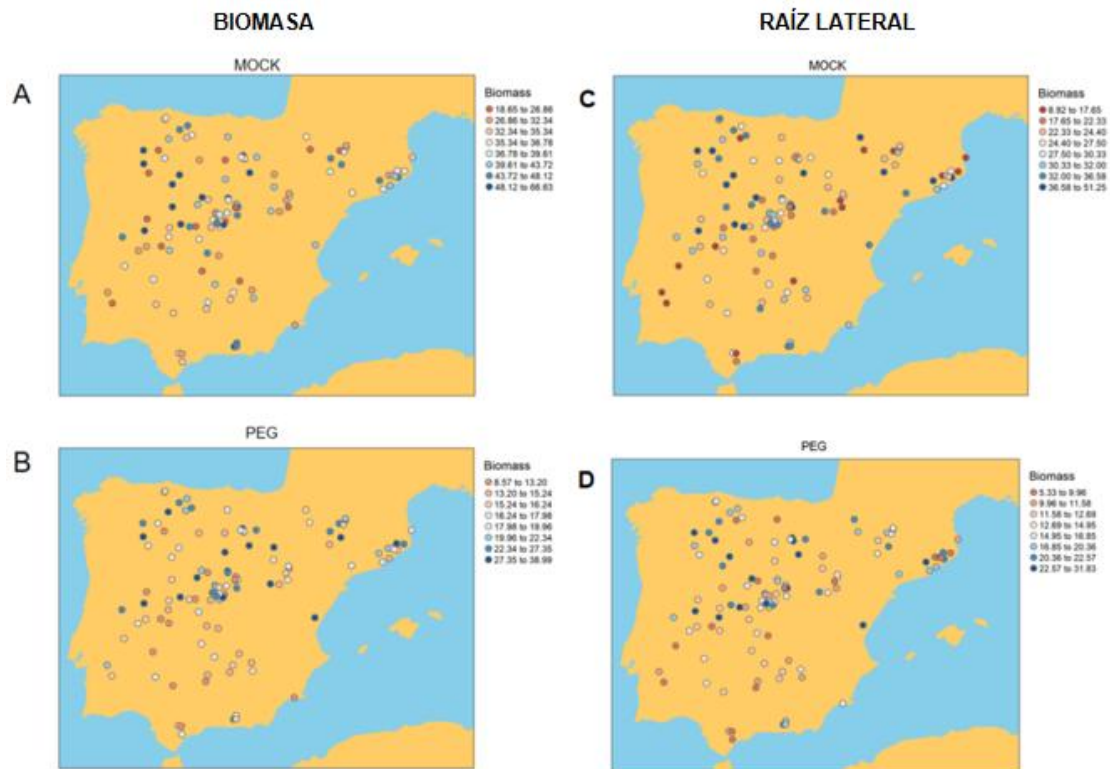 BIOMASA
RAÍZ LATERAL
A
MOCK
Biomass
18.65 to 26.86
26.86 to 32.34
32.34 to 35.34
35.34 to 36.78
36.78 to 39.61
39.61 to 43.72
43.72 to 48.12
48.12 to 66.63
C
MOCK
Biomass
8.92 to 17.65
17.65 to 22.33
22.33 to 24.40
24.40 to 27.50
27.50 to 30.33
30.33 to 32.00
32.00 to 36.58
36.58 to 51.25
B
PEG
Biomass
8.57 to 13.20
13.20 to 15.24
15.24 to 16.24
16.24 to 17.98
17.98 to 19.96
19.96 to 22.34
22.34 to 27.35
27.35 to 38.99
D
PEG
Biomass
5.33 to 9.96
9.96 to 11.58
11.58 to 12.69
12.69 to 14.95
14.95 to 16.85
16.85 to 20.36
20.36 to 22.57
22.57 to 31.83